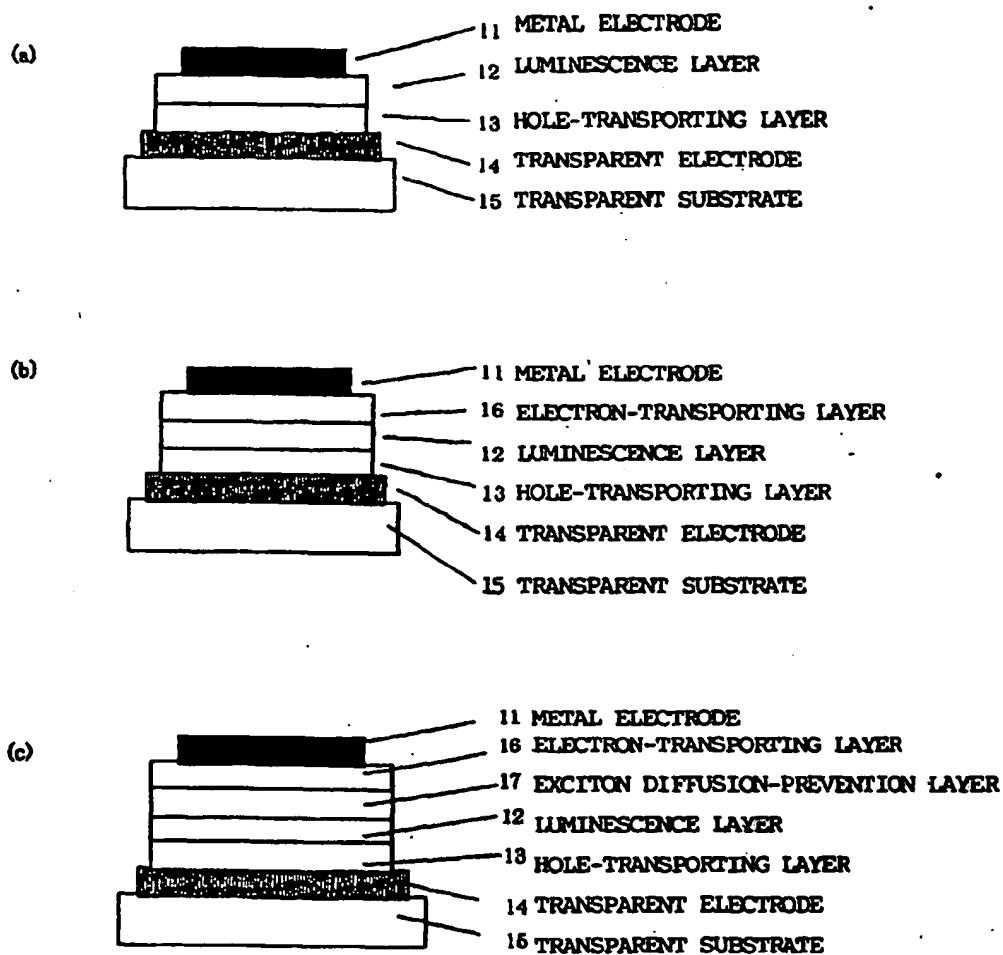 (a)
11 METAL ELECTRODE
12 LUMINESCENCE LAYER
13 HOLE-TRANSPORTING LAYER
14 TRANSPARENT ELECTRODE
15 TRANSPARENT SUBSTRATE
(b)
11 METAL ELECTRODE
16 ELECTRON-TRANSPORTING LAYER
12 LUMINESCENCE LAYER
13 HOLE-TRANSPORTING LAYER
14 TRANSPARENT ELECTRODE
15 TRANSPARENT SUBSTRATE
(c)
11 METAL ELECTRODE
16 ELECTRON-TRANSPORTING LAYER
17 EXCITON DIFFUSION-PREVENTION LAYER
12 LUMINESCENCE LAYER
13 HOLE-TRANSPORTING LAYER
14 TRANSPARENT ELECTRODE
15 TRANSPARENT SUBSTRATE